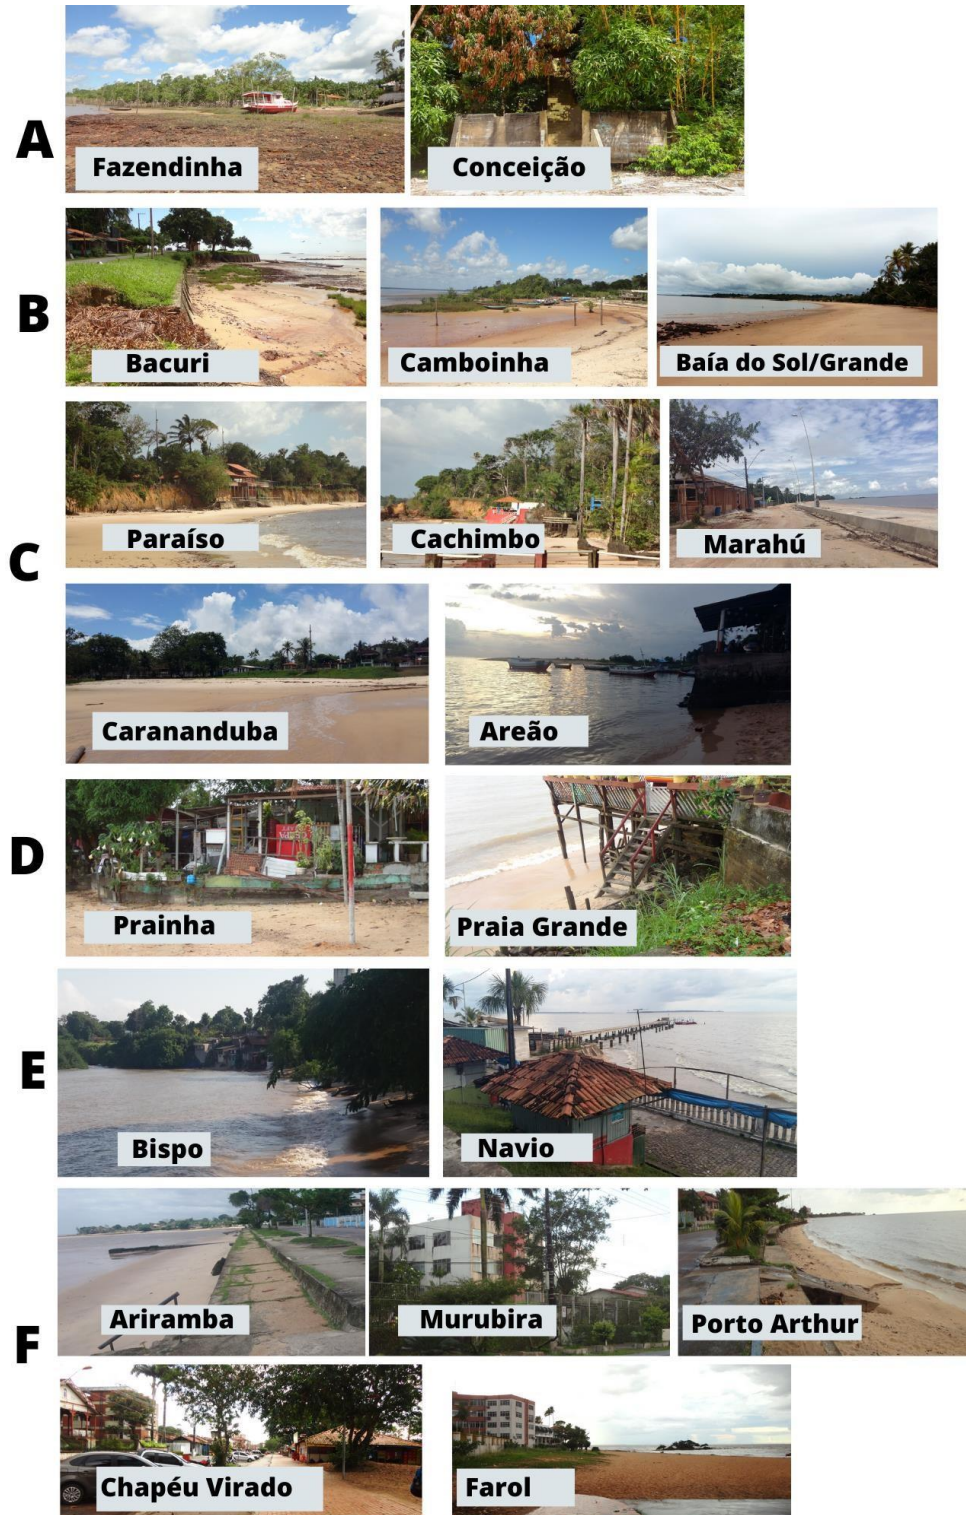 A
Fazendinha
Conceição
B
Bacuri
Camboinha
Baía do Sol/Grande
C
Paraíso
Cachimbo
Marahú
Carananduba
Areão
D
Prainha
Praia Grande
E
Bispo
Navio
F
Ariramba
Murubira
Porto Arthur
Chapéu Virado
Farol